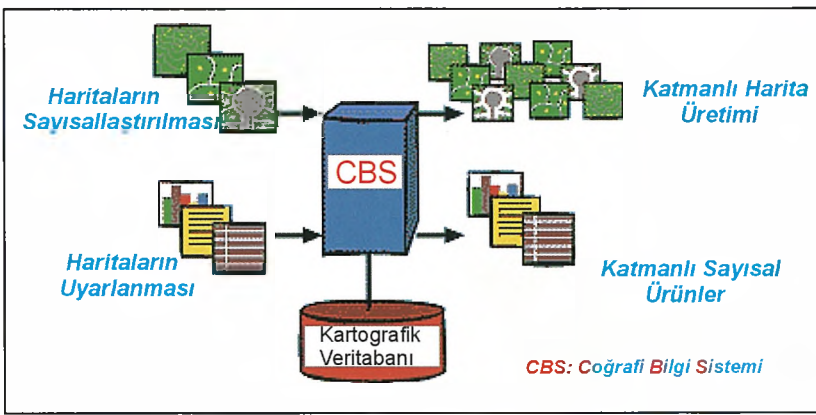 Haritaların
Sayısallaştırılması
CBS
Katmanlı Harita
Üretimi
Haritaların
Uyarlanması
Katmanlı Sayısal
Ürünler
Kartografik
Veritabanı
CBS: Coğrafi Bilgi Sistemi